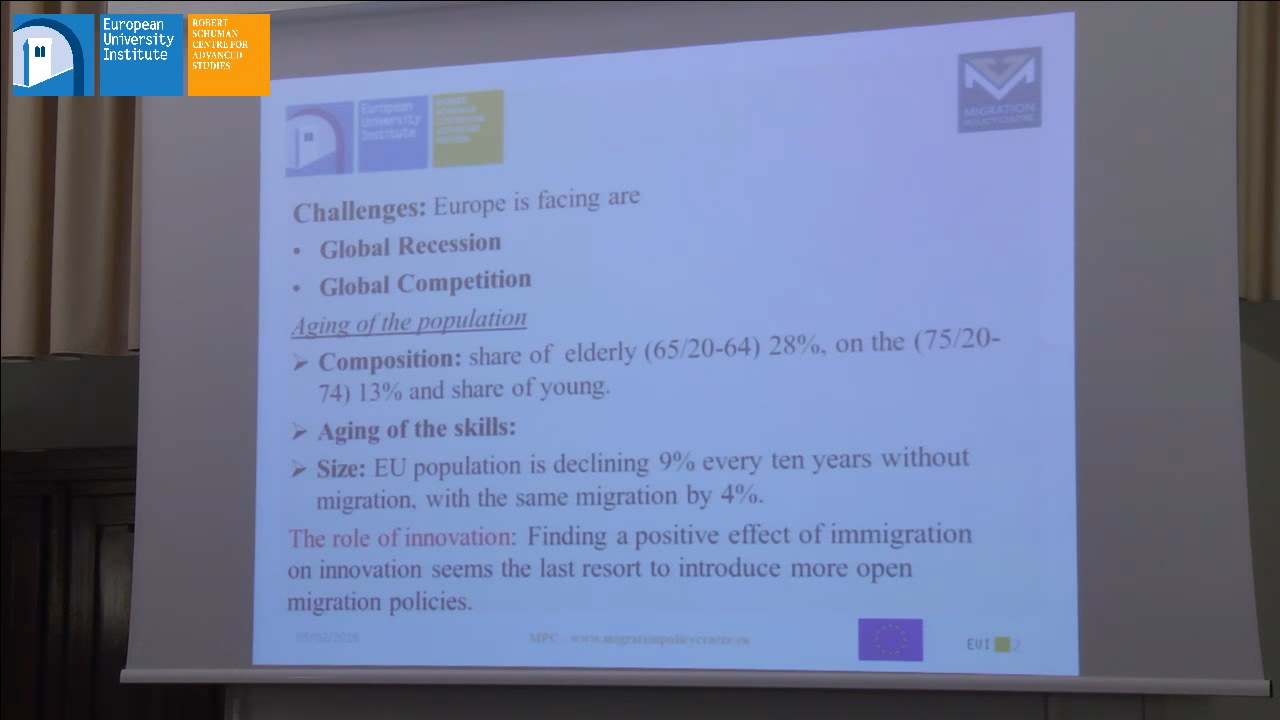 European
University
Institute
ROBERT
SCHUMAN
CENTRE FOR
ADVANCED
STUDIES
European
University
Institute
MIGRATION
POLICY CENTRE
Challenges: Europe is facing are
• Global Recession
• Global Competition
Aging of the population
➢ Composition: share of elderly (65/20-64) 28%, on the (75/20-
74) 13% and share of young.
➢ Aging of the skills:
➢ Size: EU population is declining 9% every ten years without
migration, with the same migration by 4%.
The role of innovation: Finding a positive effect of immigration
on innovation seems the last resort to introduce more open
migration policies.
05/02/2016
MPC - www.migrationpolicycentre.eu
EUI 2